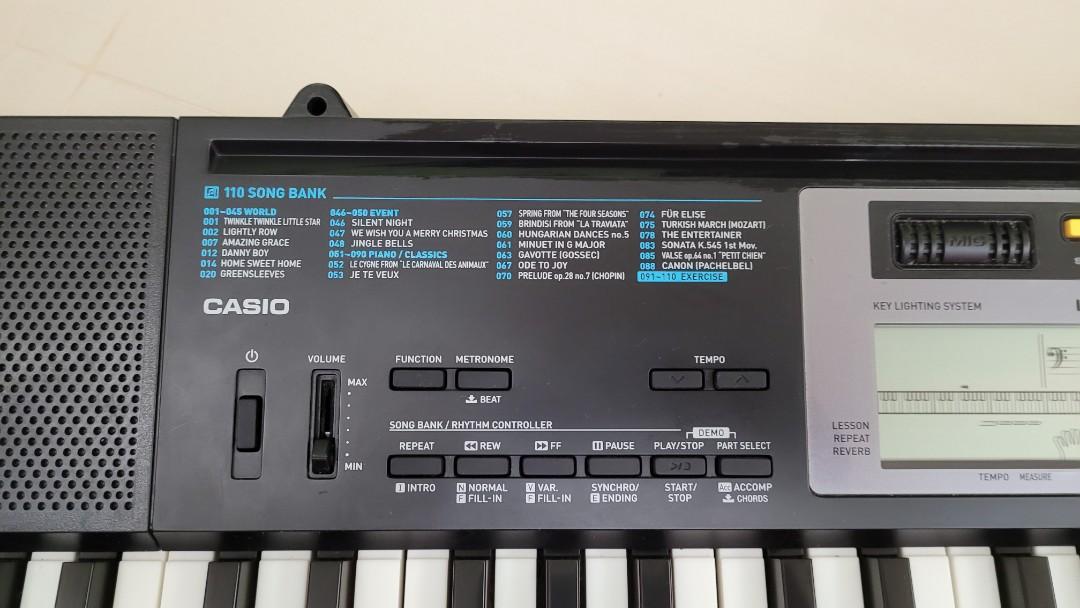 110 SONG BANK
001~045 WORLD
001 TWINKLE TWINKLE LITTLE STAR
002 LIGHTLY ROW
007 AMAZING GRACE
012 DANNY BOY
014 HOME SWEET HOME
020 GREENSLEEVES
046~050 EVENT
046 SILENT NIGHT
047 WE WISH YOU A MERRY CHRISTMAS
048 JINGLE BELLS
051~090 PIANO / CLASSICS
052 LE CYGNE FROM "LE CARNAVAL DES ANIMAUX"
053 JE TE VEUX
057 SPRING FROM "THE FOUR SEASONS"
059 BRINDISI FROM "LA TRAVIATA"
060 HUNGARIAN DANCES no.5
061 MINUET IN G MAJOR
063 GAVOTTE (GOSSEC)
067 ODE TO JOY
070 PRELUDE op.28 no.7 (CHOPIN)
074 FÜR ELISE
075 TURKISH MARCH (MOZART)
078 THE ENTERTAINER
083 SONATA K.545 1st Mov.
085 VALSE op.64 no.1 "PETIT CHIEN"
088 CANON (PACHELBEL)
091~110 EXERCISE
CASIO
VOLUME
MAX
MIN
FUNCTION METRONOME
BEAT
TEMPO
SONG BANK / RHYTHM CONTROLLER
DEMO
REPEAT REW FF PAUSE PLAY/STOP PART SELECT
I INTRO
N NORMAL
F FILL-IN
V VAR.
F FILL-IN
SYNCHRO/
E ENDING
START/
STOP
Acc ACCOMP
CHORDS
MIC
KEY LIGHTING SYSTEM
LESSON
REPEAT
REVERB
TEMPO MEASURE